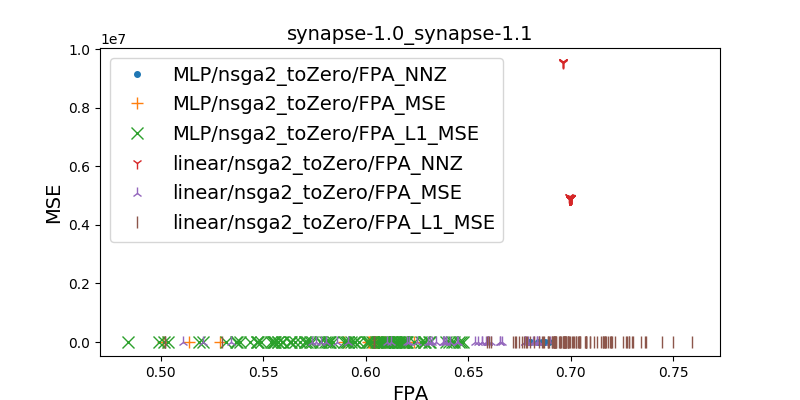 synapse-1.0_synapse-1.1
1e7
1.0
0.8
0.6
0.4
0.2
0.0
MSE
MLP/nsga2_toZero/FPA_NNZ
MLP/nsga2_toZero/FPA_MSE
MLP/nsga2_toZero/FPA_L1_MSE
linear/nsga2_toZero/FPA_NNZ
linear/nsga2_toZero/FPA_MSE
linear/nsga2_toZero/FPA_L1_MSE
0.50 0.55 0.60 0.65 0.70 0.75
FPA